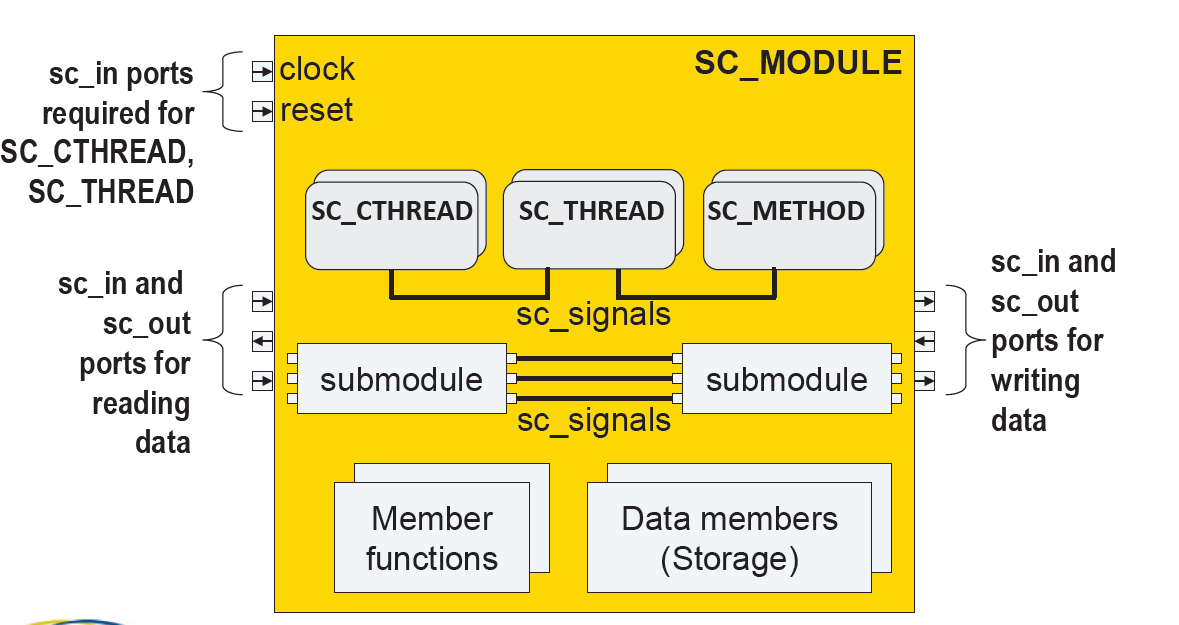 SC_MODULE
sc_in ports
required for
SC_CTHREAD,
SC_THREAD
clock
reset
SC_CTHREAD
SC_THREAD
SC_METHOD
sc_signals
sc_in and
sc_out
ports for
reading
data
submodule
submodule
sc_signals
sc_in and
sc_out
ports for
writing
data
Member
functions
Data members
(Storage)